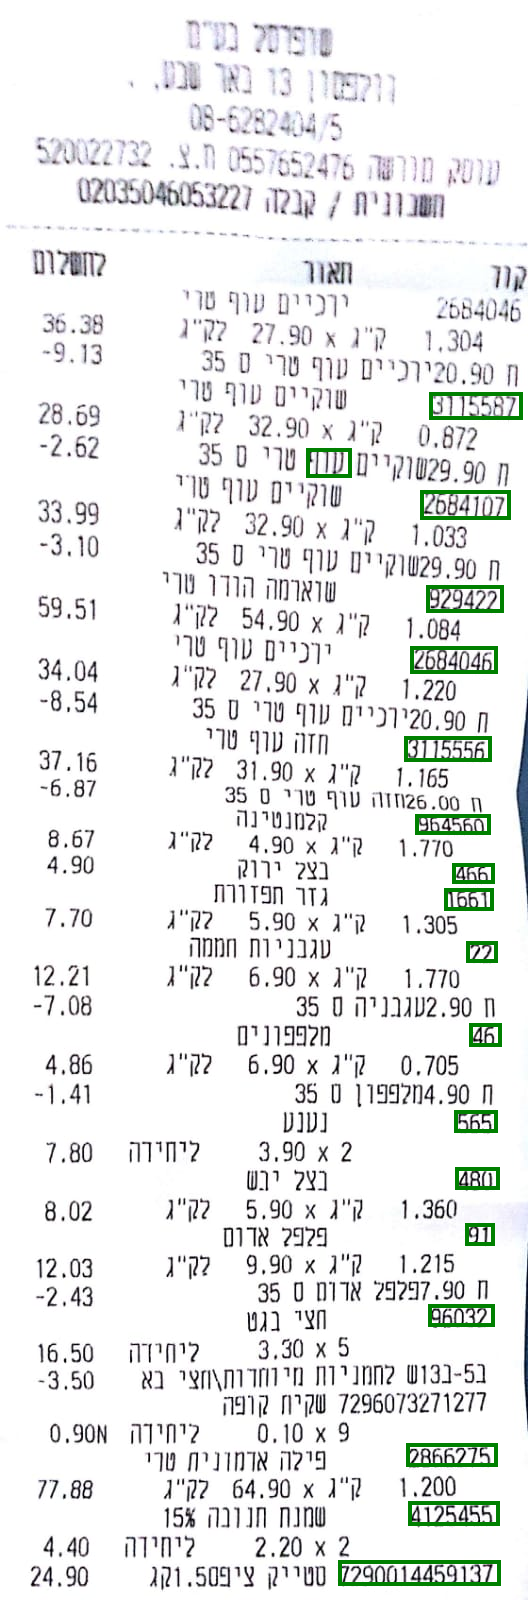 שופרסל בע"מ
וולפסון 13 באר שבע, .
08-6282404/5
עוסק מורשה 0557652476 ח.צ. 520022732
חשבונית / קבלה 02035046053227
קוד תאור לתשלום
2684046 ירכיים עוף טרי
1.304 ק"ג x 27.90 לק"ג 36.38
ח 20.90ירכיים עוף טרי ס 35 -9.13
3115587 שוקיים עוף טרי
0.872 ק"ג x 32.90 לק"ג 28.69
ח 29.90שוקיים עוף טרי ס 35 -2.62
2684107 שוקיים עוף טרי
1.033 ק"ג x 32.90 לק"ג 33.99
ח 29.90שוקיים עוף טרי ס 35 -3.10
929422 שוארמה הודו טרי
1.084 ק"ג x 54.90 לק"ג 59.51
2684046 ירכיים עוף טרי
1.220 ק"ג x 27.90 לק"ג 34.04
ח 20.90ירכיים עוף טרי ס 35 -8.54
3115556 חזה עוף טרי
1.165 ק"ג x 31.90 לק"ג 37.16
ח 26.00חזה עוף טרי ס 35 -6.87
964560 קלמנטינה
1.770 ק"ג x 4.90 לק"ג 8.67
466 בצל ירוק 4.90
1661 גזר תפזורת
1.305 ק"ג x 5.90 לק"ג 7.70
22 עגבניות חממה
1.770 ק"ג x 6.90 לק"ג 12.21
ח 2.90עגבניה ס 35 -7.08
46 מלפפונים
0.705 ק"ג x 6.90 לק"ג 4.86
ח 4.90מלפפון ס 35 -1.41
565 נענע
2 x 3.90 ליחידה 7.80
480 בצל יבש
1.360 ק"ג x 5.90 לק"ג 8.02
91 פלפל אדום
1.215 ק"ג x 9.90 לק"ג 12.03
ח 7.90פלפל אדום ס 35 -2.43
96032 חצי בגט
5 x 3.30 ליחידה 16.50
ב5-ב13ש לחמניות מיוחדות\חצי בא -3.50
7296073271277 שקית קופה
9 x 0.10 ליחידה 0.90N
2866275 פילה אדמונית טרי
1.200 ק"ג x 64.90 לק"ג 77.88
4125455 שמנת תנובה 15%
2 x 2.20 ליחידה 4.40
7290014459137 סטייק ציפס1.50קג 24.90